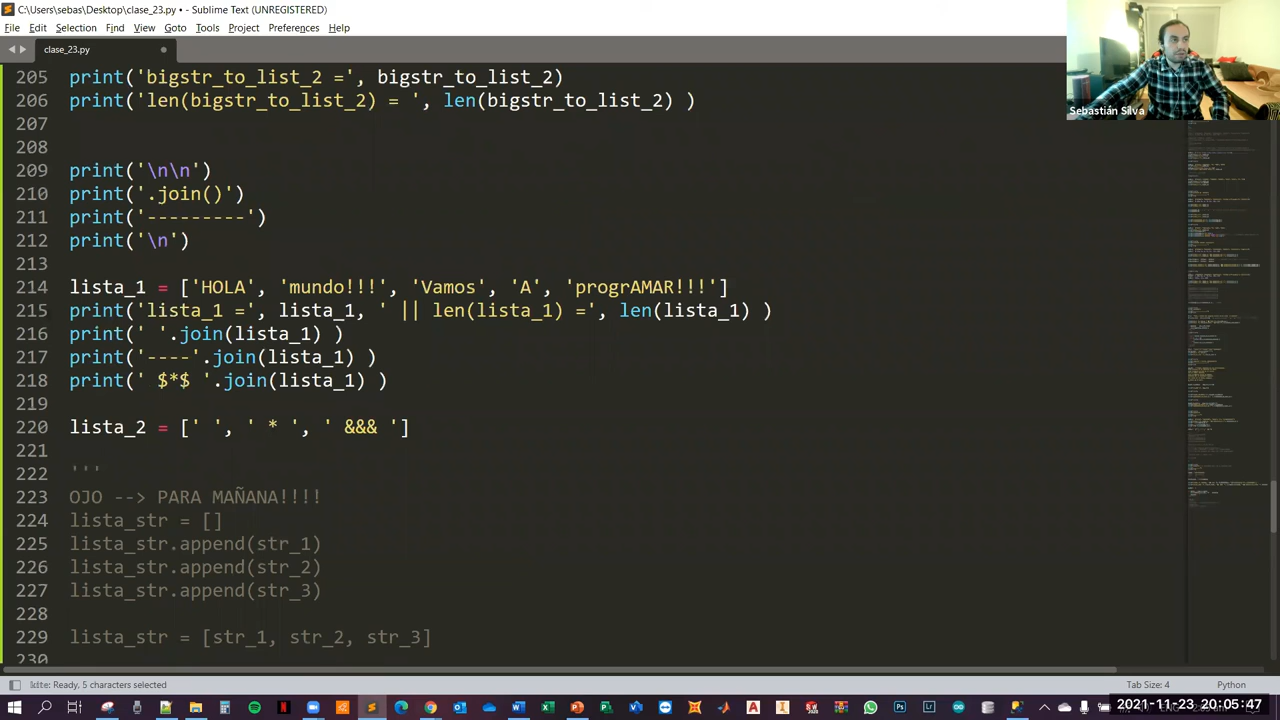 C:\Users\sebas\Desktop\clase_23.py • - Sublime Text (UNREGISTERED)
File Edit Selection Find View Goto Tools Project Preferences Help
clase_23.py
205 print('bigstr_to_list_2 =', bigstr_to_list_2)
206 print('len(bigstr_to_list_2) = ', len(bigstr_to_list_2) )
207
208
209 print('\n\n')
210 print('.join()')
211 print('---------')
212 print('\n')
213
214 lista_1 = ['HOLA', 'mundo!!!', 'Vamos', 'A', 'progrAMAR!!!']
215 print('lista_1 =', lista_1, ' || len(lista_1) =', len(lista_1) )
216 print(' '.join(lista_1) )
217 print('----'.join(lista_1) )
218 print(' $*$ '.join(lista_1) )
219
220 lista_2 = [' ', ' * ', ' &&& ']
221
222 '''
223 OJO --> PARA MAÑANA!!!!
224 lista_str = []
225 lista_str.append(str_1)
226 lista_str.append(str_2)
227 lista_str.append(str_3)
228
229 lista_str = [str_1, str_2, str_3]
230
Sebastián Silva
kite: Ready, 5 characters selected
Tab Size: 4
Python
2021-11-23 20:05:47